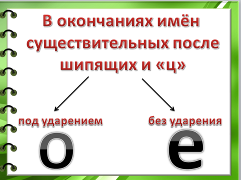 В окончаниях имён
существительных после
шипящих и «ц»
под ударением без ударения
о е